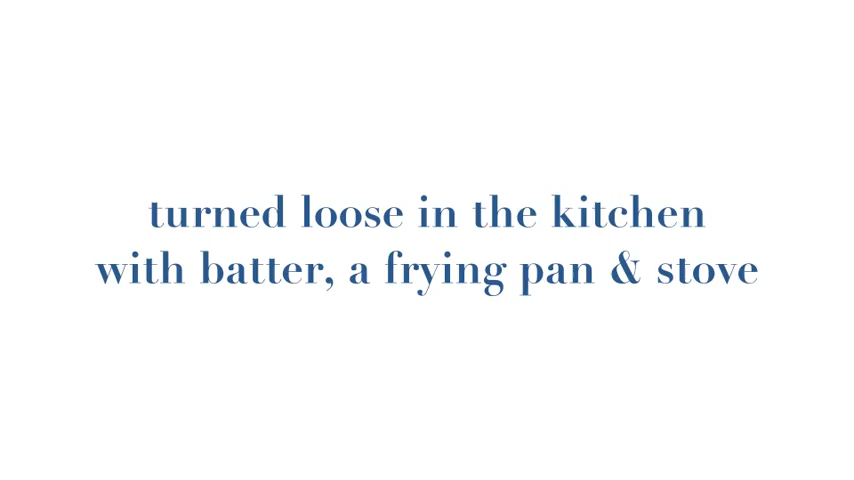 turned loose in the kitchen
with batter, a frying pan & stove